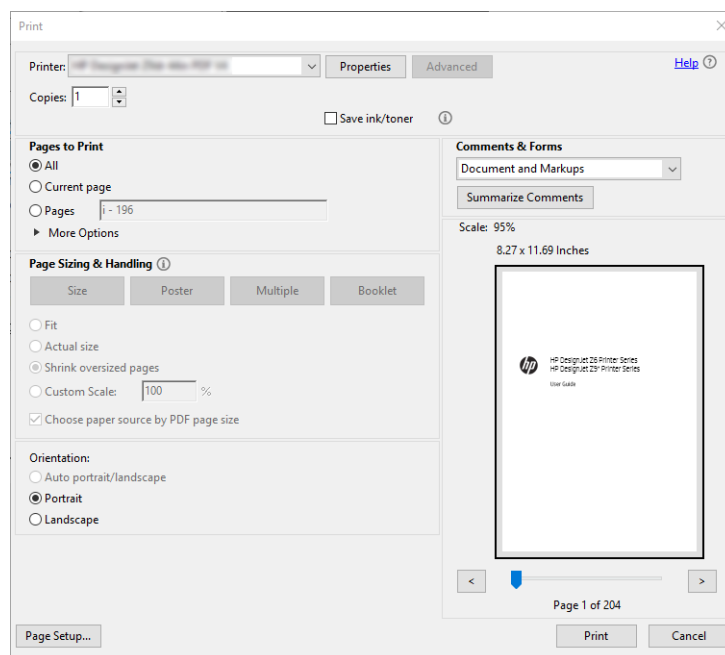 Print
Printer:
Properties
Advanced
Help
Copies: 1
Save ink/toner
Pages to Print
All
Current page
Pages i - 196
More Options
Page Sizing & Handling
Size Poster Multiple Booklet
Fit
Actual size
Shrink oversized pages
Custom Scale: 100 %
Choose paper source by PDF page size
Orientation:
Auto portrait/landscape
Portrait
Landscape
Comments & Forms
Document and Markups
Summarize Comments
Scale: 95%
8.27 x 11.69 Inches
hp
HP DesignJet Z6 Printer Series
HP DesignJet Z9⁺ Printer Series
User Guide
< >
Page 1 of 204
Page Setup...
Print
Cancel